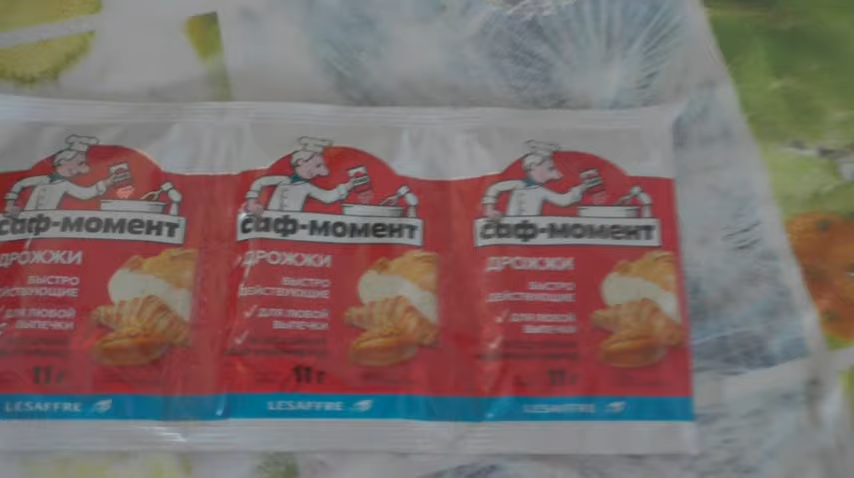 саф-момент
ДРОЖЖИ
БЫСТРО
ДЕЙСТВУЮЩИЕ
ДЛЯ ЛЮБОЙ
ВЫПЕЧКИ
11 г
LESAFFRE
саф-момент
ДРОЖЖИ
БЫСТРО
ДЕЙСТВУЮЩИЕ
ДЛЯ ЛЮБОЙ
ВЫПЕЧКИ
11 г
LESAFFRE
саф-момент
ДРОЖЖИ
БЫСТРО
ДЕЙСТВУЮЩИЕ
ДЛЯ ЛЮБОЙ
ВЫПЕЧКИ
11 г
LESAFFRE